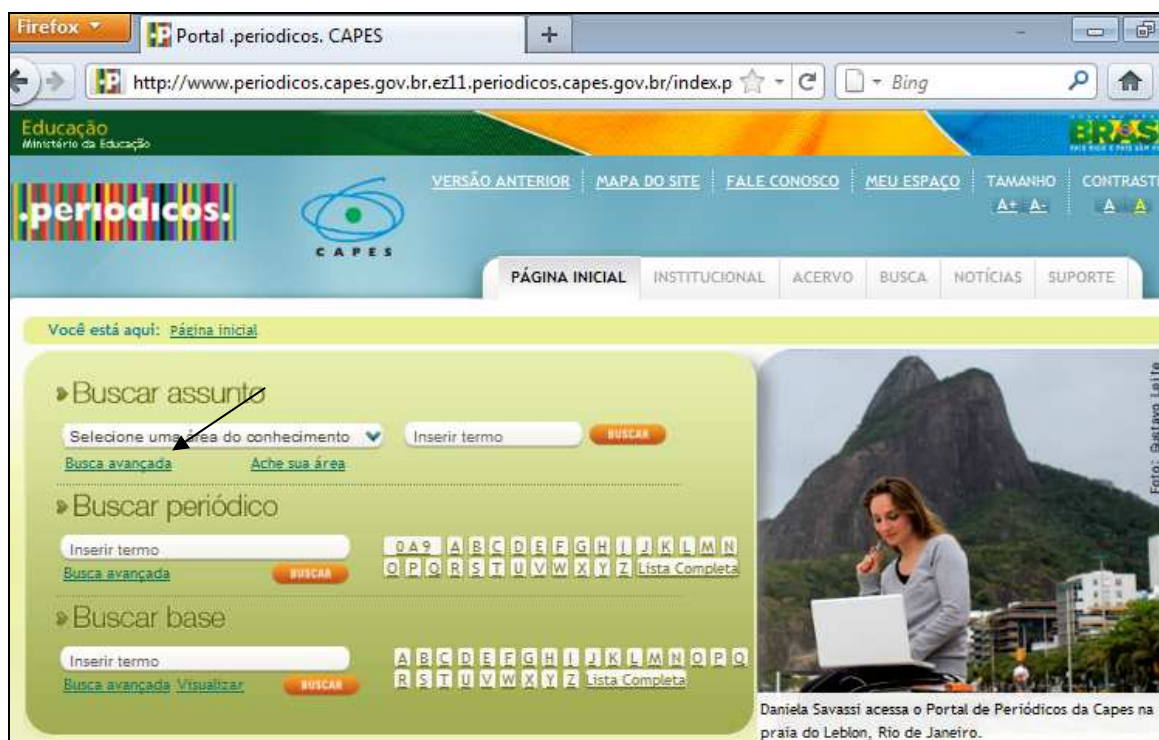 Firefox
Portal .periodicos. CAPES
http://www.periodicos.capes.gov.br.ez11.periodicos.capes.gov.br/index.p
Bing
Educação
Ministério da Educação
VERSÃO ANTERIOR MAPA DO SITE FALE CONOSCO MEU ESPAÇO TAMANHO CONTRAST
A+ A- A A
.periodicos.
CAPES
PÁGINA INICIAL INSTITUCIONAL ACERVO BUSCA NOTÍCIAS SUPORTE
Você está aqui: Página inicial
Buscar assunto
Selecione uma área do conhecimento Inserir termo BUSCAR
Busca avançada Ache sua área
Buscar periódico
Inserir termo 0A9 A B C D E F G H I J K L M N
Busca avançada BUSCAR O P Q R S T U V W X Y Z Lista Completa
Buscar base
Inserir termo A B C D E F G H I J K L M N O P Q
Busca avançada Visualizar BUSCAR R S T U V W X Y Z Lista Completa
Foto: Gustavo Leite
Daniela Savassi acessa o Portal de Periódicos da Capes na
praia do Leblon, Rio de Janeiro.